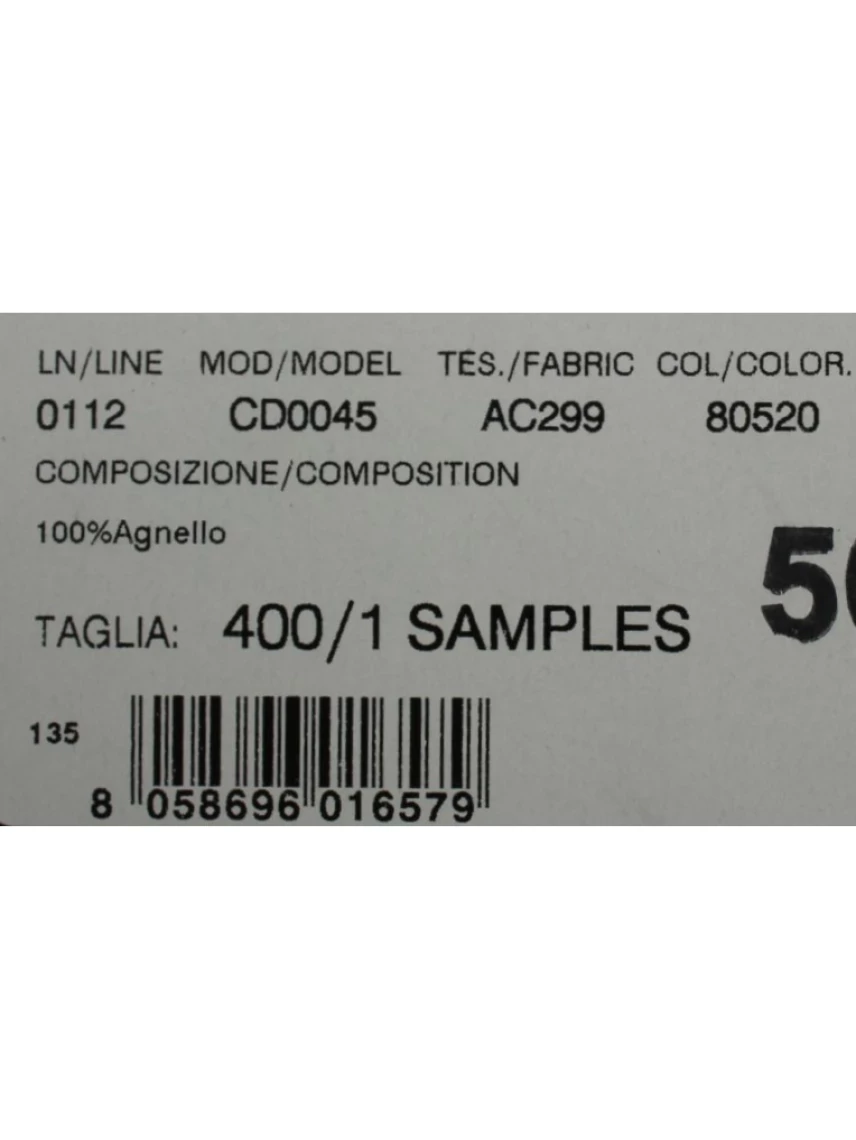 LN/LINE MOD/MODEL TES./FABRIC COL/COLOR.
0112 CD0045 AC299 80520
COMPOSIZIONE/COMPOSITION
100%Agnello
TAGLIA: 400/1 SAMPLES
135
8 058696 016579